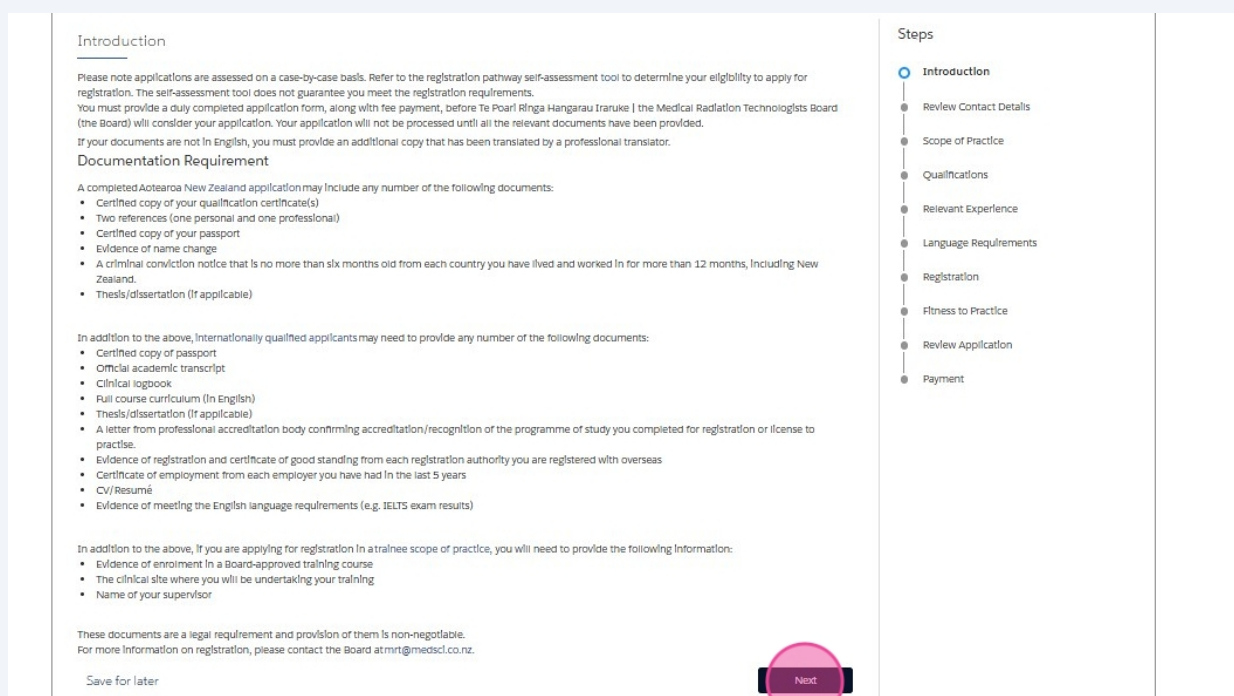 Introduction
Please note applications are assessed on a case-by-case basis. Refer to the registration pathway self-assessment tool to determine your eligibility to apply for
registration. The self-assessment tool does not guarantee you meet the registration requirements.
You must provide a duly completed application form, along with fee payment, before Te Poari Ringa Hangarau Iraruke | the Medical Radiation Technologists Board
(the Board) will consider your application. Your application will not be processed until all the relevant documents have been provided.
If your documents are not in English, you must provide an additional copy that has been translated by a professional translator.
Documentation Requirement
A completed Aotearoa New Zealand application may include any number of the following documents:
• Certified copy of your qualification certificate(s)
• Two references (one personal and one professional)
• Certified copy of your passport
• Evidence of name change
• A criminal conviction notice that is no more than six months old from each country you have lived and worked in for more than 12 months, including New
Zealand.
• Thesis/dissertation (if applicable)
In addition to the above, internationally qualified applicants may need to provide any number of the following documents:
• Certified copy of passport
• Official academic transcript
• Clinical logbook
• Full course curriculum (in English)
• Thesis/dissertation (if applicable)
• A letter from professional accreditation body confirming accreditation/recognition of the programme of study you completed for registration or license to
practise.
• Evidence of registration and certificate of good standing from each registration authority you are registered with overseas
• Certificate of employment from each employer you have had in the last 5 years
• CV/Resumé
• Evidence of meeting the English language requirements (e.g. IELTS exam results)
In addition to the above, if you are applying for registration in a trainee scope of practice, you will need to provide the following information:
• Evidence of enrolment in a Board-approved training course
• The clinical site where you will be undertaking your training
• Name of your supervisor
These documents are a legal requirement and provision of them is non-negotiable.
For more information on registration, please contact the Board at mrt@medsci.co.nz.
Save for later
Next
Steps
Introduction
Review Contact Details
Scope of Practice
Qualifications
Relevant Experience
Language Requirements
Registration
Fitness to Practice
Review Application
Payment